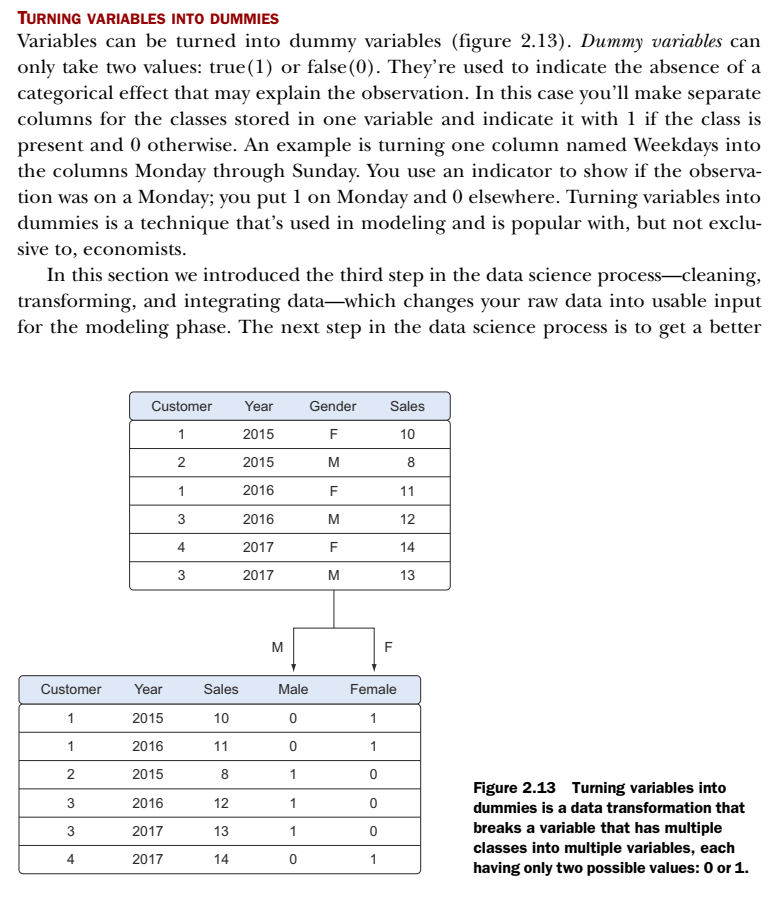 TURNING VARIABLES INTO DUMMIES
Variables can be turned into dummy variables (figure 2.13). Dummy variables can
only take two values: true(1) or false(0). They're used to indicate the absence of a
categorical effect that may explain the observation. In this case you'll make separate
columns for the classes stored in one variable and indicate it with 1 if the class is
present and 0 otherwise. An example is turning one column named Weekdays into
the columns Monday through Sunday. You use an indicator to show if the observa-
tion was on a Monday; you put 1 on Monday and 0 elsewhere. Turning variables into
dummies is a technique that's used in modeling and is popular with, but not exclu-
sive to, economists.
In this section we introduced the third step in the data science process—cleaning,
transforming, and integrating data—which changes your raw data into usable input
for the modeling phase. The next step in the data science process is to get a better
Customer Year Gender Sales
1 2015 F 10
2 2015 M 8
1 2016 F 11
3 2016 M 12
4 2017 F 14
3 2017 M 13
M F
Customer Year Sales Male Female
1 2015 10 0 1
1 2016 11 0 1
2 2015 8 1 0
3 2016 12 1 0
3 2017 13 1 0
4 2017 14 0 1
Figure 2.13 Turning variables into
dummies is a data transformation that
breaks a variable that has multiple
classes into multiple variables, each
having only two possible values: 0 or 1.